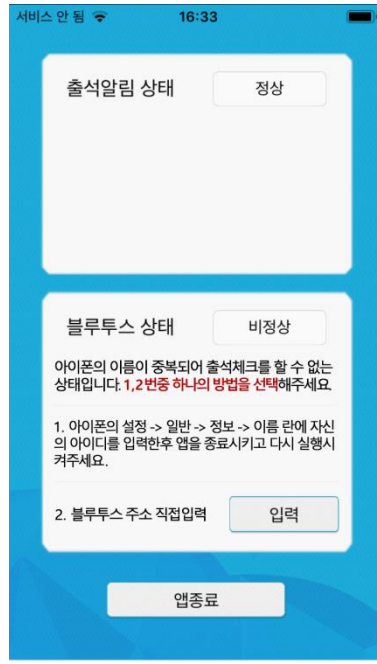 서비스 안 됨 16:33
출석알림 상태 정상
블루투스 상태 비정상
아이폰의 이름이 중복되어 출석체크를 할 수 없는
상태입니다. 1,2번중 하나의 방법을 선택해주세요.
1. 아이폰의 설정 -> 일반 -> 정보 -> 이름 란에 자신
의 아이디를 입력한후 앱을 종료시키고 다시 실행시
켜주세요.
2. 블루투스 주소 직접입력 입력
앱종료